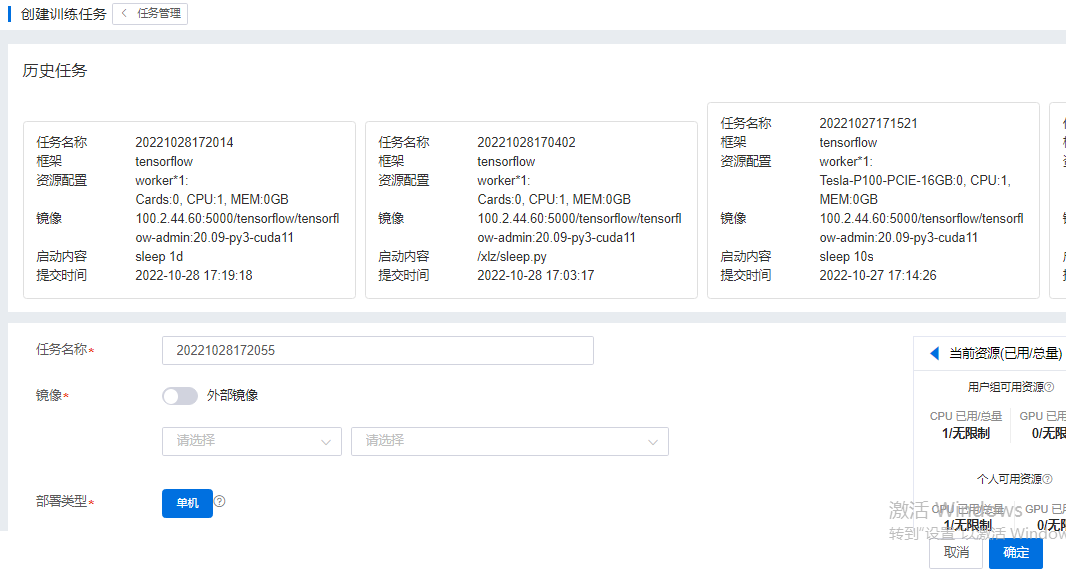 创建训练任务
任务管理
历史任务
任务名称 20221028172014
框架 tensorflow
资源配置 worker*1:
Cards:0, CPU:1, MEM:0GB
镜像 100.2.44.60:5000/tensorflow/tensorfl
ow-admin:20.09-py3-cuda11
启动内容 sleep 1d
提交时间 2022-10-28 17:19:18
任务名称 20221028170402
框架 tensorflow
资源配置 worker*1:
Cards:0, CPU:1, MEM:0GB
镜像 100.2.44.60:5000/tensorflow/tensorfl
ow-admin:20.09-py3-cuda11
启动内容 /xlz/sleep.py
提交时间 2022-10-28 17:03:17
任务名称 20221027171521
框架 tensorflow
资源配置 worker*1:
Tesla-P100-PCIE-16GB:0, CPU:1,
MEM:0GB
镜像 100.2.44.60:5000/tensorflow/tensorfl
ow-admin:20.09-py3-cuda11
启动内容 sleep 10s
提交时间 2022-10-27 17:14:26
任务名称* 20221028172055
镜像* 外部镜像
请选择 请选择
部署类型* 单机
当前资源(已用/总量)
用户组可用资源
CPU 已用/总量 GPU 已用
1/无限制 0/无限
个人可用资源
CPU 已用/总量 GPU 已用
1/无限制 0/无限
激活 Windows
转到"设置"以激活 Window
取消 确定